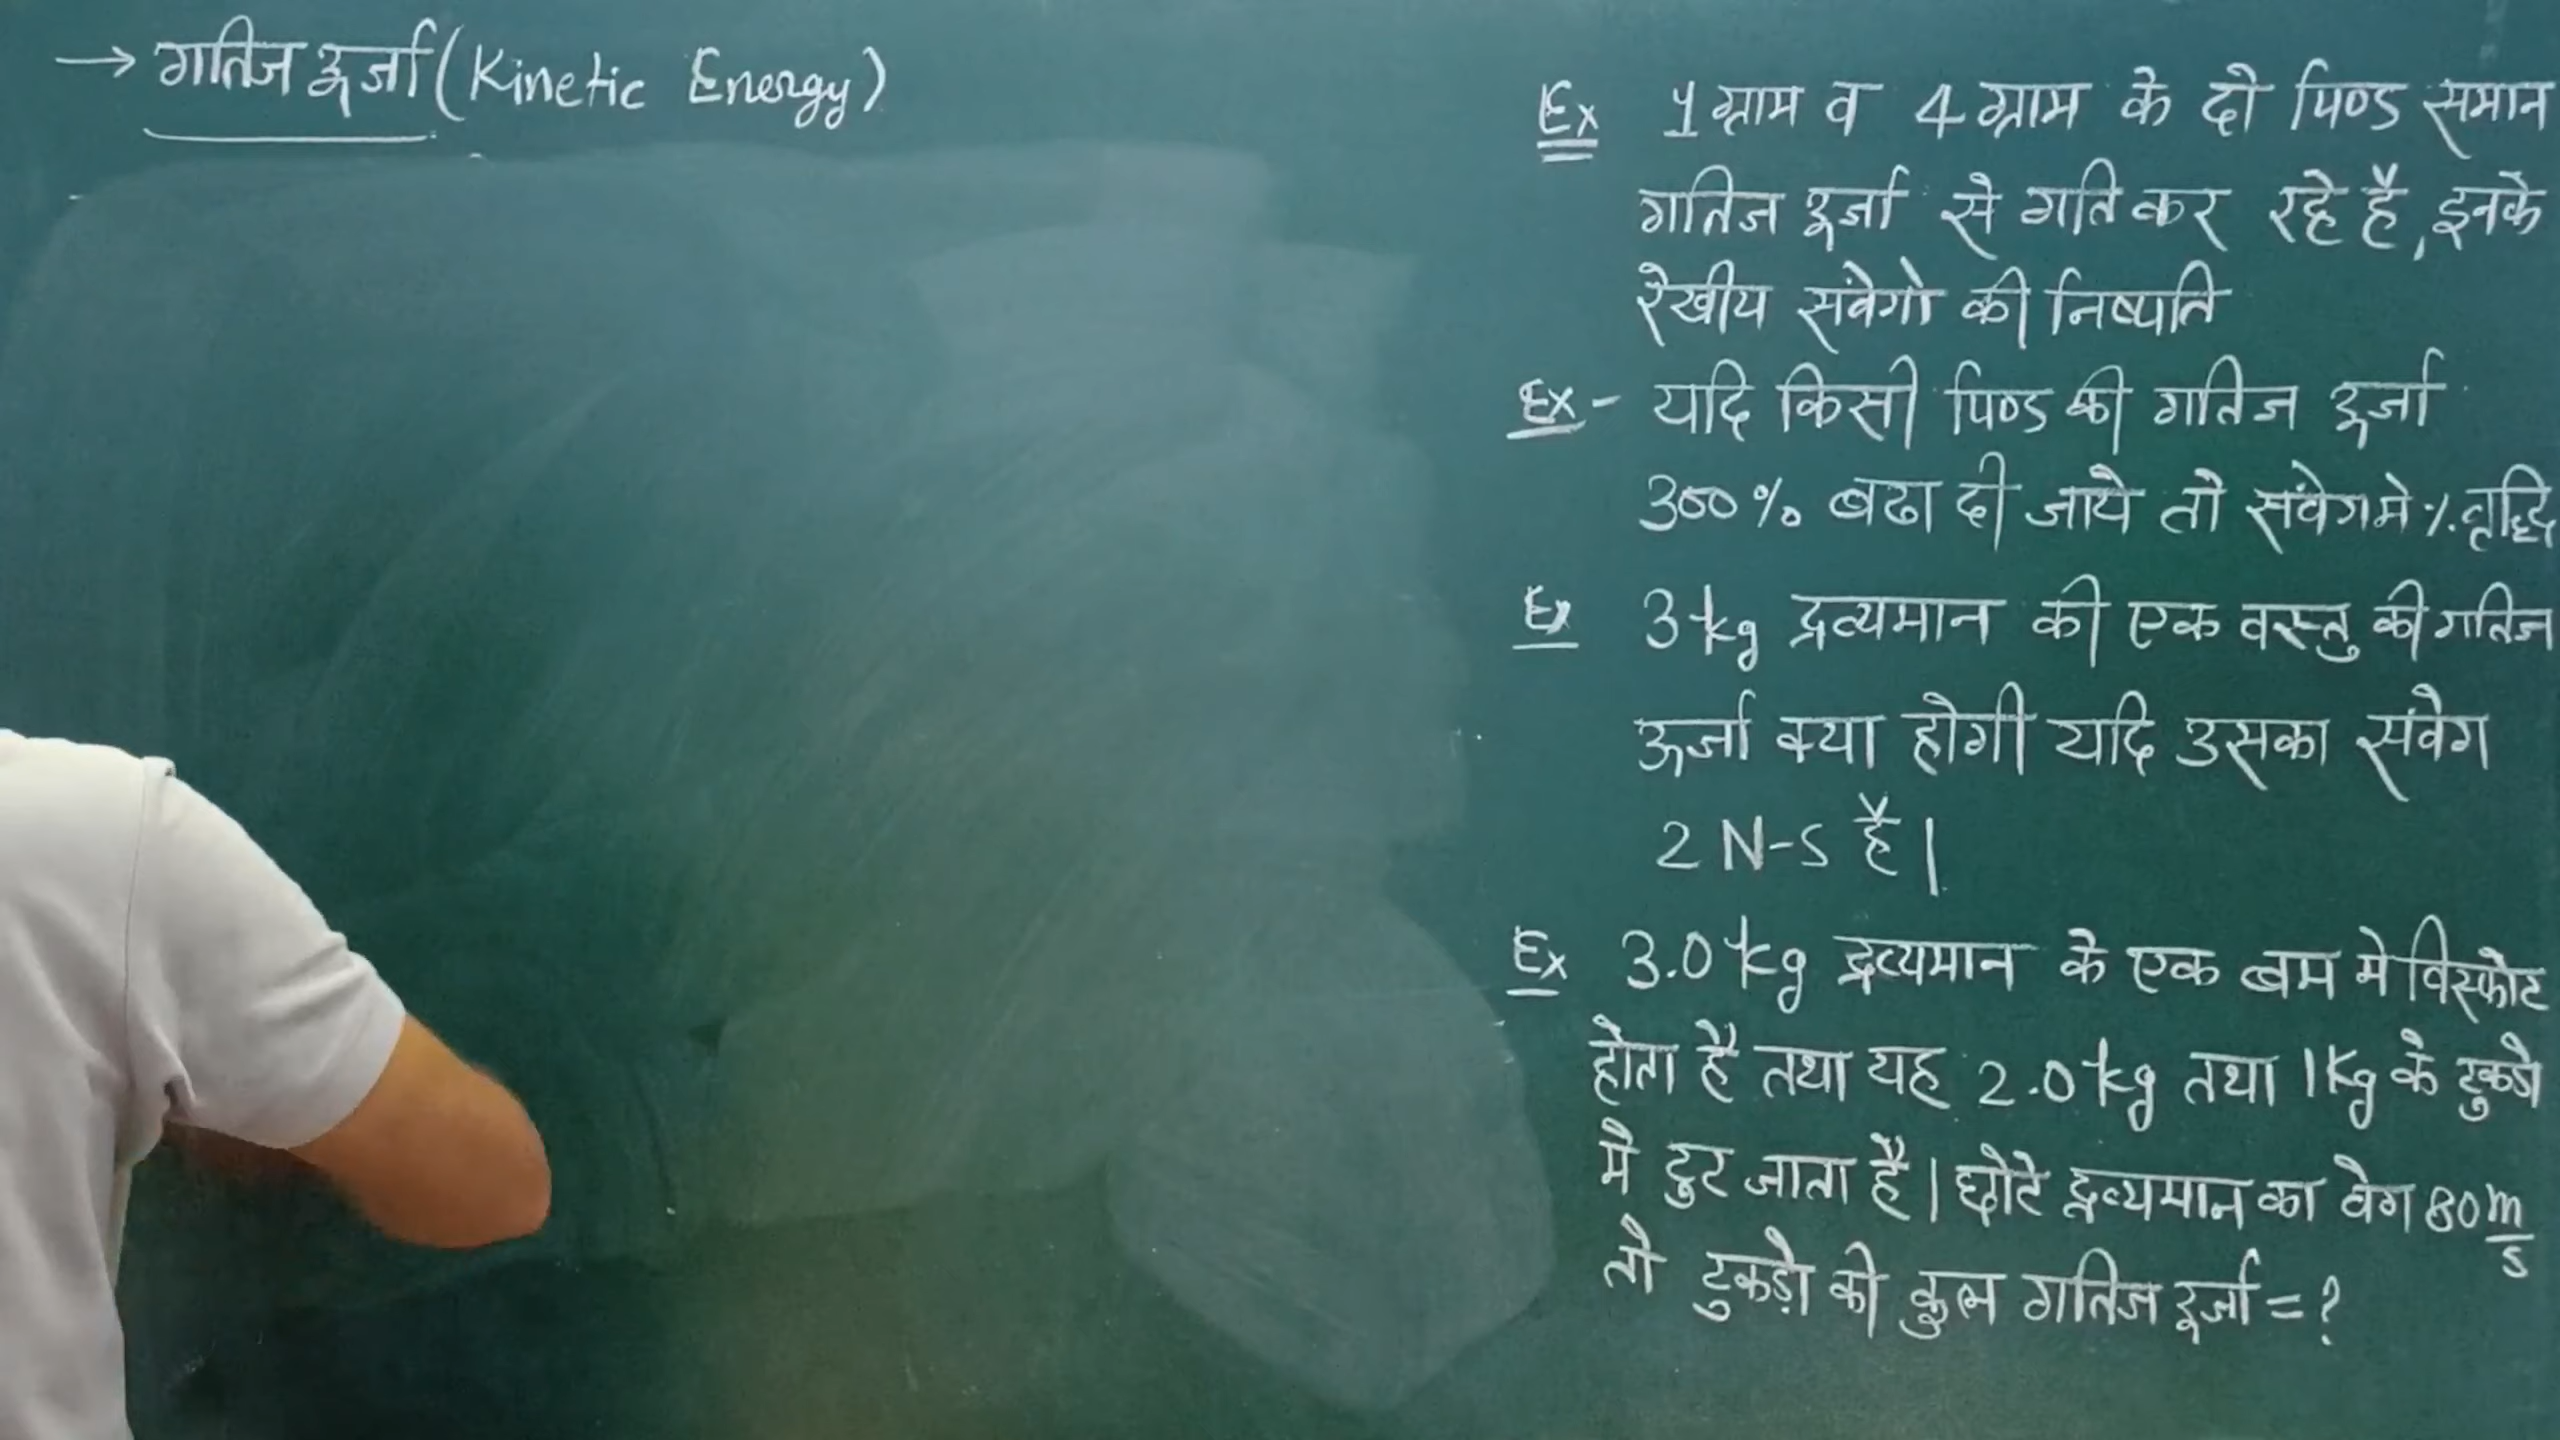 → गतिज ऊर्जा (Kinetic Energy)
Ex 1 ग्राम व 4 ग्राम के दो पिण्ड समान
गतिज ऊर्जा से गति कर रहे है, इनके
रेखीय संवेगो की निष्पति
Ex - यदि किसी पिण्ड की गतिज ऊर्जा
300% बढा दी जाये तो संवेग मे %. वृद्धि
Ex 3 kg द्रव्यमान की एक वस्तु की गतिज
ऊर्जा क्या होगी यदि उसका संवेग
2 N-S है |
Ex 3.0 kg द्रव्यमान के एक बम मे विस्फोट
होता है तथा यह 2.0 kg तथा 1 Kg के टुकडो
मे टुट जाता है | छोटे द्रव्यमान का वेग 80 m/s
तो टुकड़ो की कुल गतिज ऊर्जा = ?